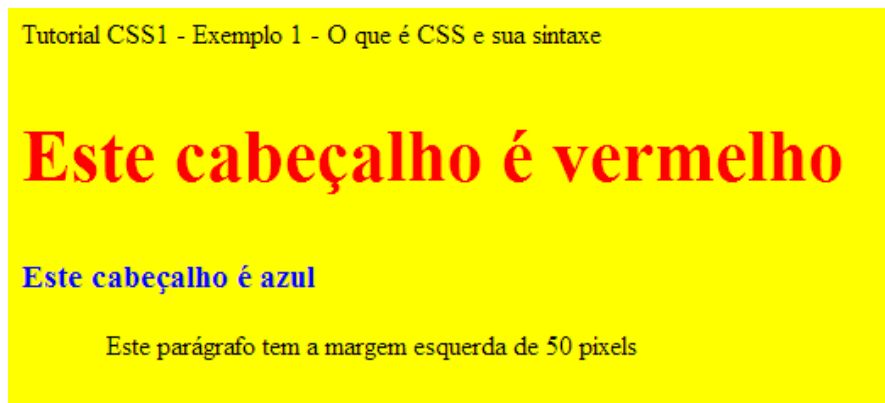 Tutorial CSS1 - Exemplo 1 - O que é CSS e sua sintaxe
Este cabeçalho é vermelho
Este cabeçalho é azul
Este parágrafo tem a margem esquerda de 50 pixels